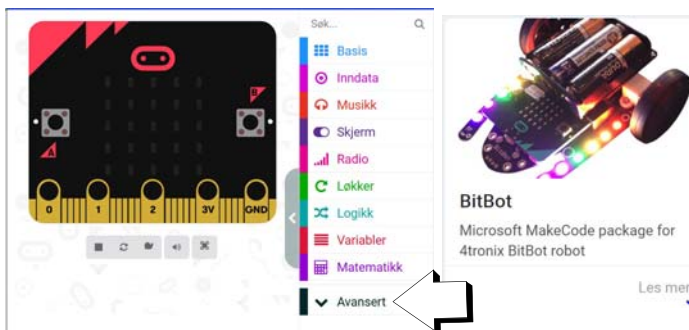 Søk...
Basis
Inndata
Musikk
Skjerm
Radio
Løkker
Logikk
Variabler
Matematikk
Avansert
B
A
0 1 2 3V GND
BitBot
Microsoft MakeCode package for
4tronix BitBot robot
Les mer